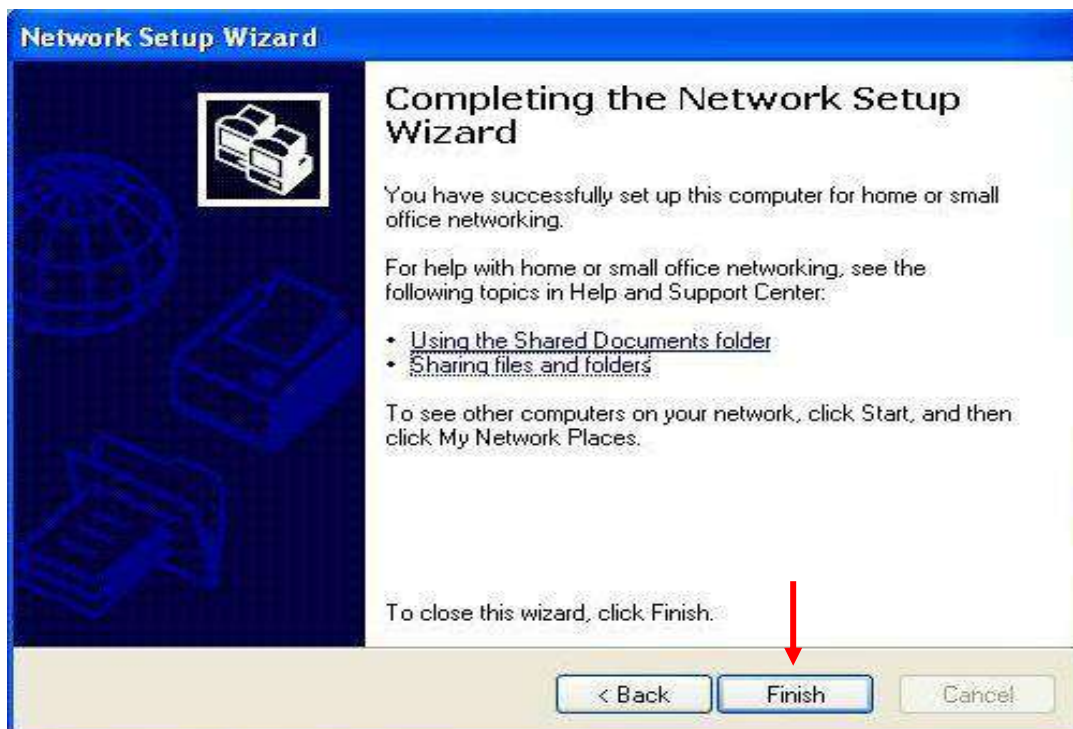 Network Setup Wizard
Completing the Network Setup
Wizard
You have successfully set up this computer for home or small
office networking.
For help with home or small office networking, see the
following topics in Help and Support Center:
• Using the Shared Documents folder
• Sharing files and folders
To see other computers on your network, click Start, and then
click My Network Places.
To close this wizard, click Finish.
< Back Finish Cancel